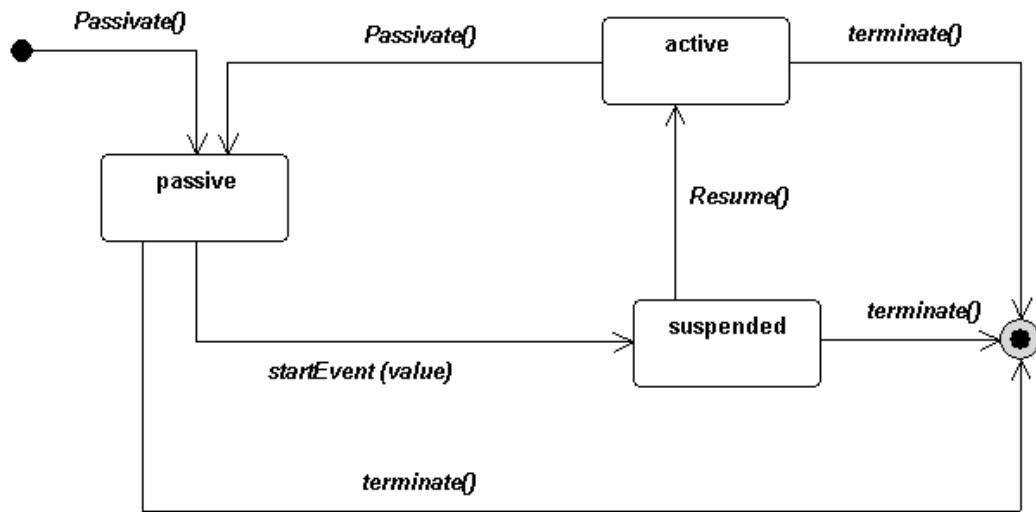 Passivate()
Passivate()
active
terminate()
passive
Resume()
suspended
terminate()
startEvent (value)
terminate()